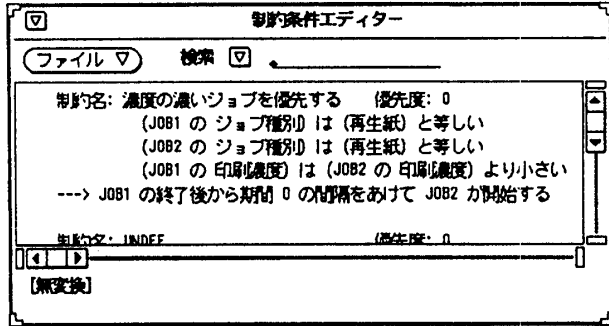 制約条件エディター
ファイル 検索
制約名: 濃度の濃いジョブを優先する 優先度: 0
(JOB1 の ジョブ種別) は (再生紙) と等しい
(JOB2 の ジョブ種別) は (再生紙) と等しい
(JOB1 の 印刷濃度) は (JOB2 の 印刷濃度) より小さい
---> JOB1 の終了後から期間 0 の間隔をあけて JOB2 が開始する
制約名: UNDEF 優先度: 0
[無変換]